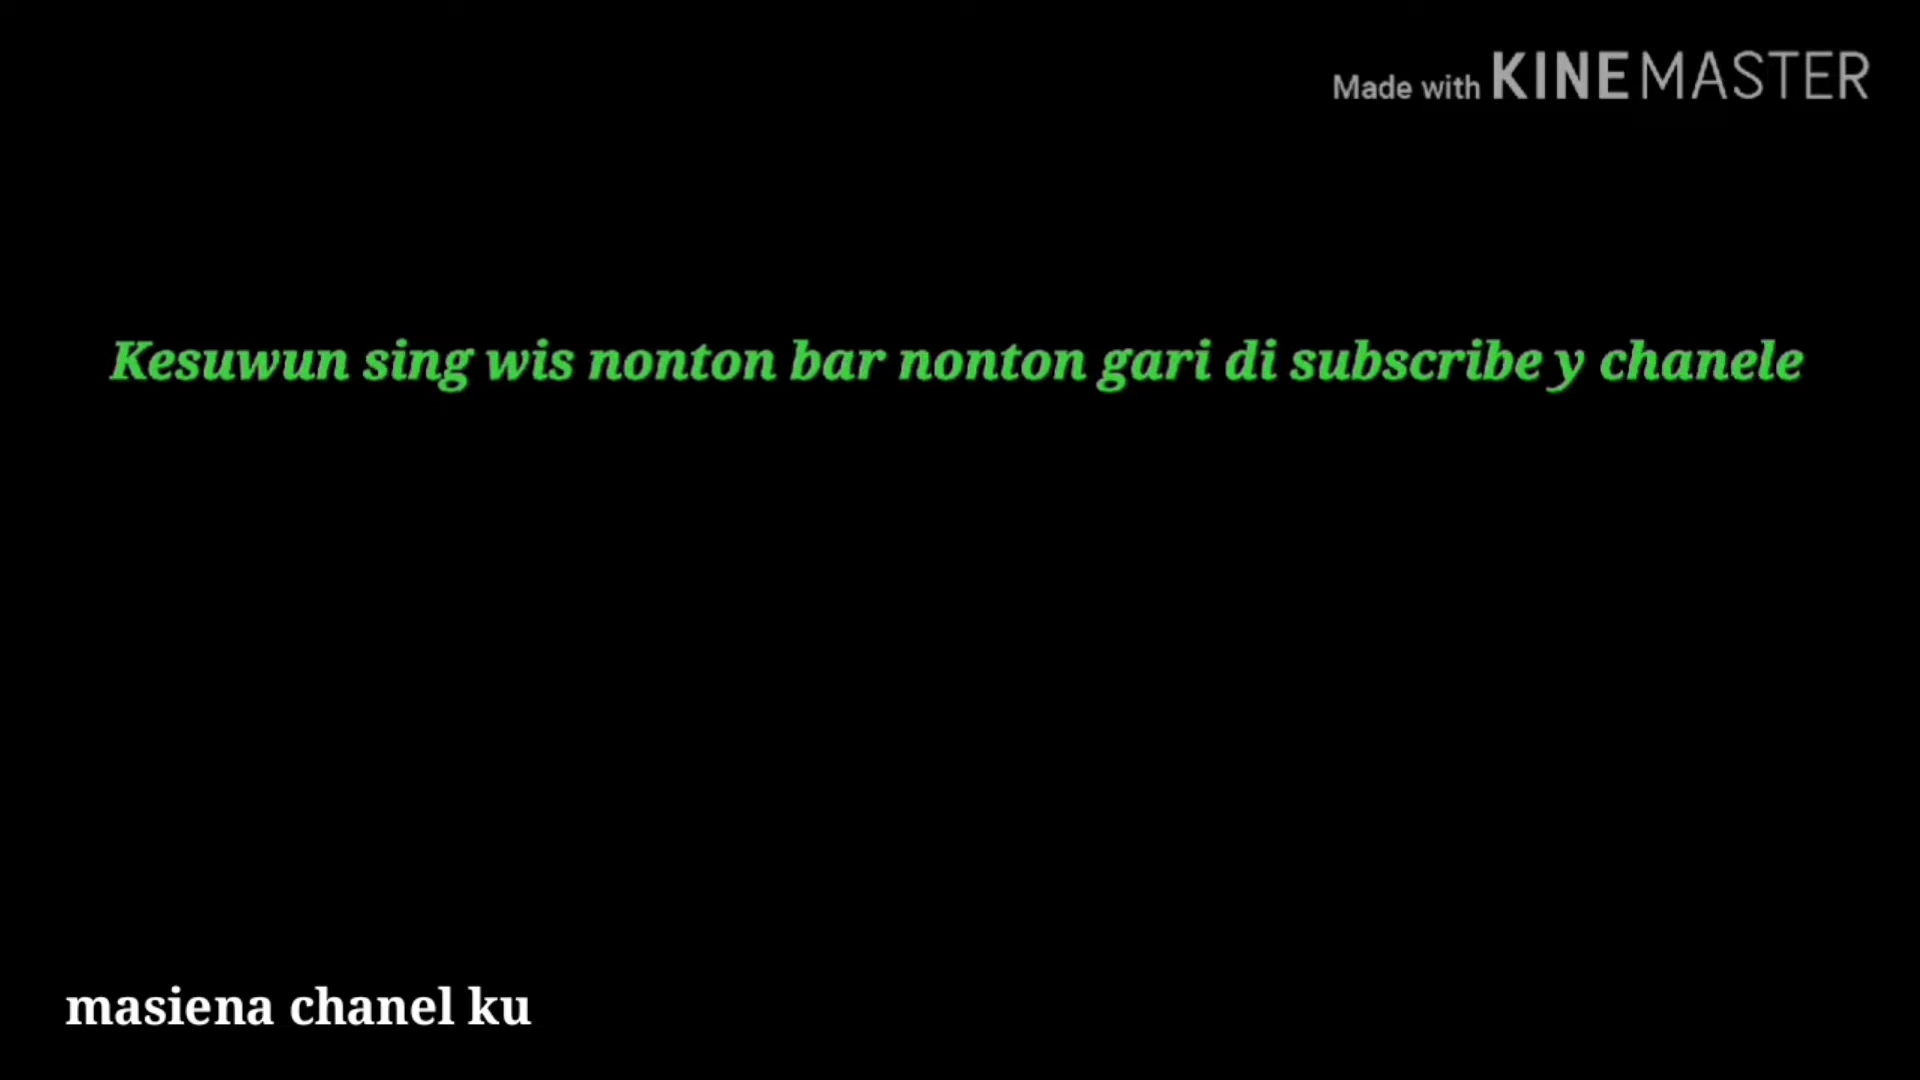 Made with KINEMASTER
Kesuwun sing wis nonton bar nonton gari di subscribe y chanele
masiena chanel ku